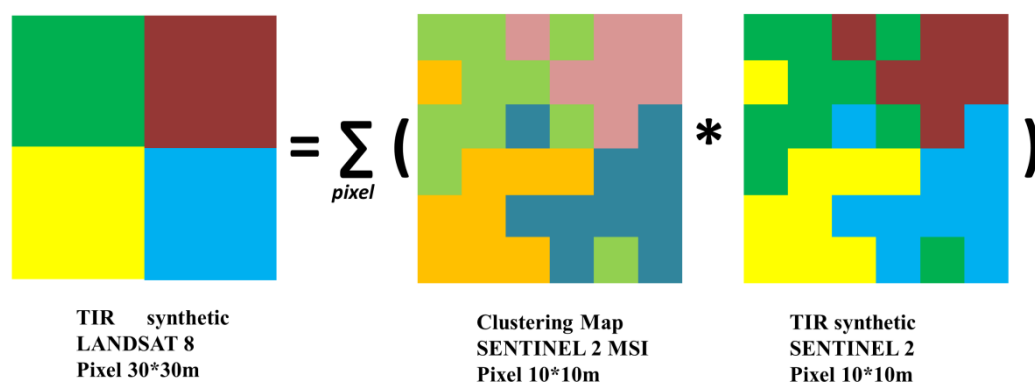 = ∑ ( * )
pixel
TIR synthetic
LANDSAT 8
Pixel 30*30m
Clustering Map
SENTINEL 2 MSI
Pixel 10*10m
TIR synthetic
SENTINEL 2
Pixel 10*10m